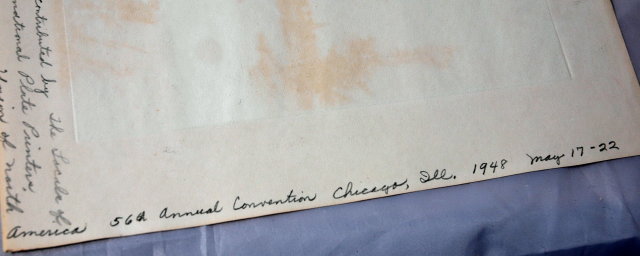 contributed by The Locals of
national Plate Printers
Union of North
America
56th Annual Convention Chicago, Ill. 1948 May 17-22